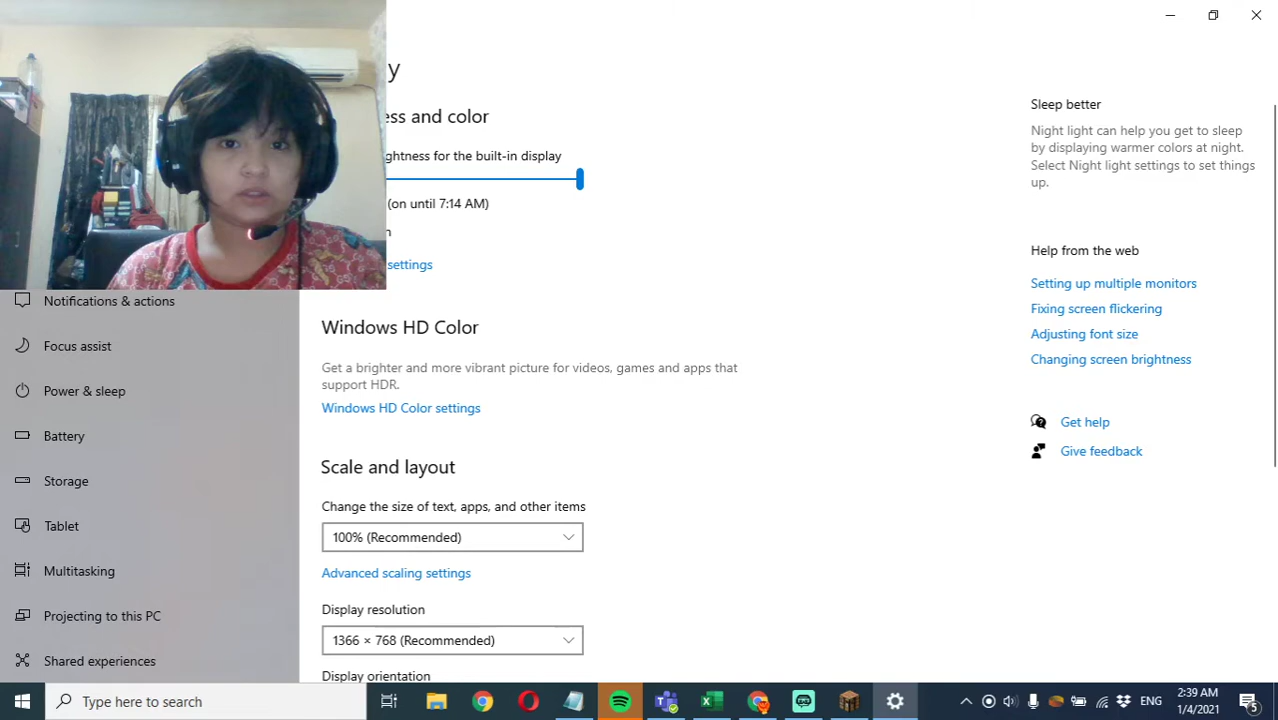 y
ess and color
ghtness for the built-in display
(on until 7:14 AM)
n
settings
Notifications & actions
Focus assist
Power & sleep
Battery
Storage
Tablet
Multitasking
Projecting to this PC
Shared experiences
Windows HD Color
Get a brighter and more vibrant picture for videos, games and apps that
support HDR.
Windows HD Color settings
Scale and layout
Change the size of text, apps, and other items
100% (Recommended)
Advanced scaling settings
Display resolution
1366 × 768 (Recommended)
Display orientation
Sleep better
Night light can help you get to sleep
by displaying warmer colors at night.
Select Night light settings to set things
up.
Help from the web
Setting up multiple monitors
Fixing screen flickering
Adjusting font size
Changing screen brightness
Get help
Give feedback
Type here to search
ENG
2:39 AM
1/4/2021
5